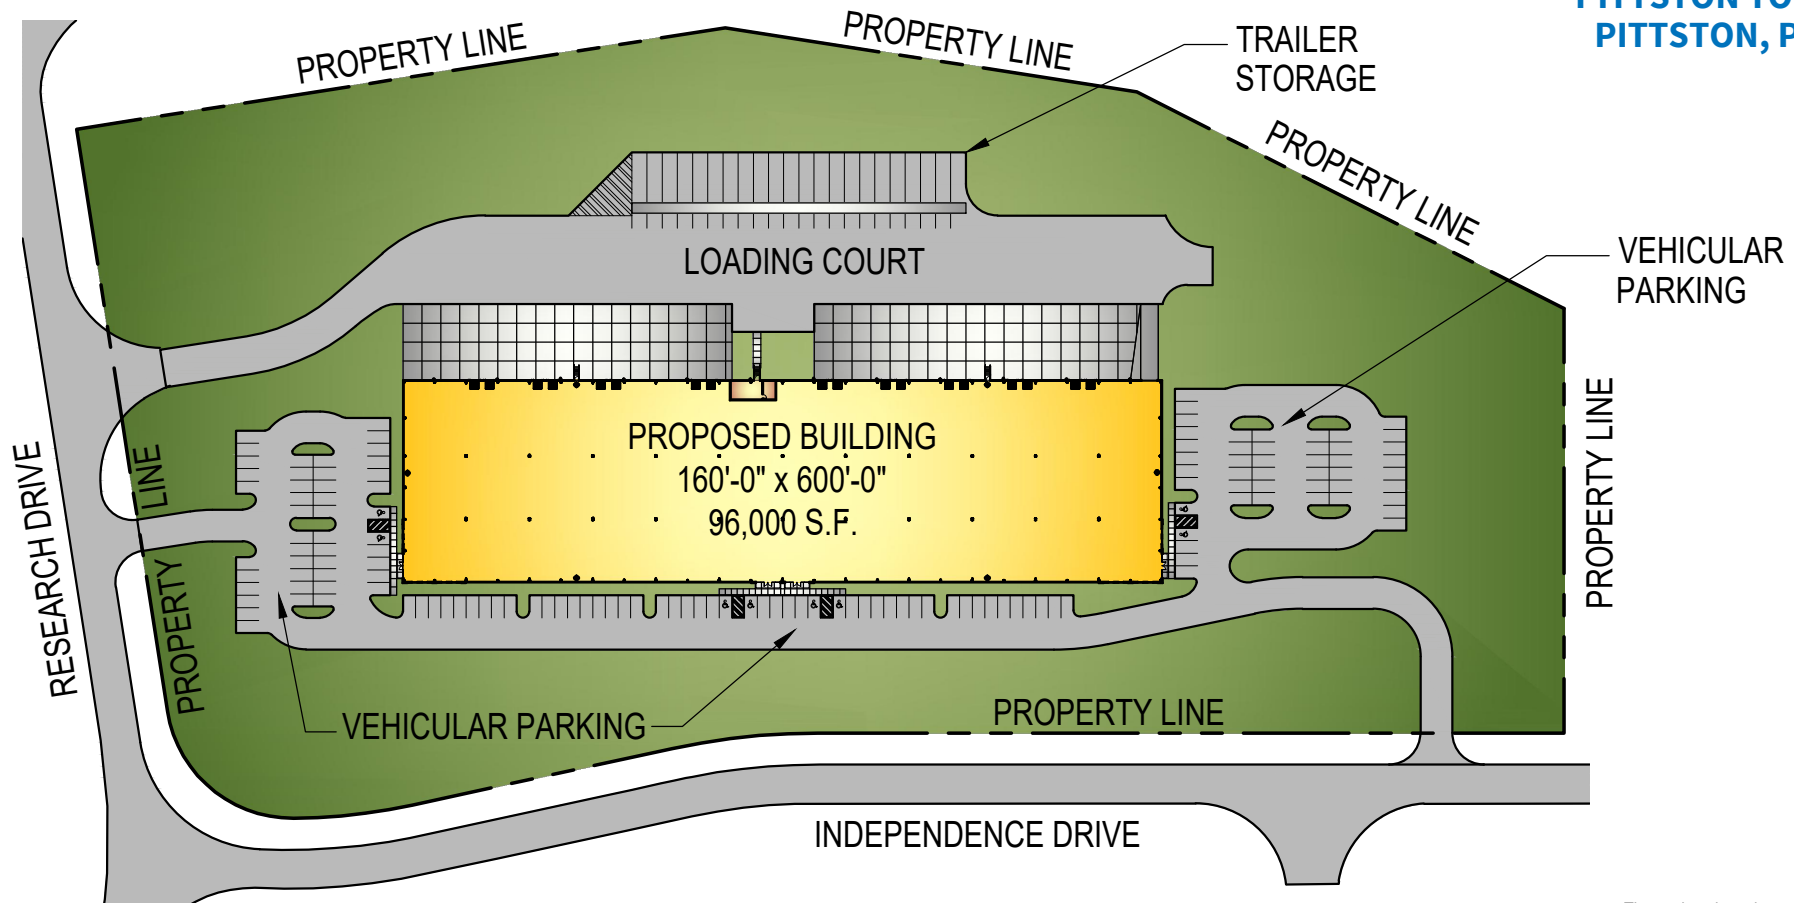 PITTSTON, P
PROPERTY LINE
PROPERTY LINE
TRAILER
STORAGE
PROPERTY LINE
LOADING COURT
VEHICULAR
PARKING
PROPOSED BUILDING
160'-0" x 600'-0"
96,000 S.F.
PROPERTY LINE
PROPERTY LINE
RESEARCH DRIVE
VEHICULAR PARKING
PROPERTY LINE
INDEPENDENCE DRIVE